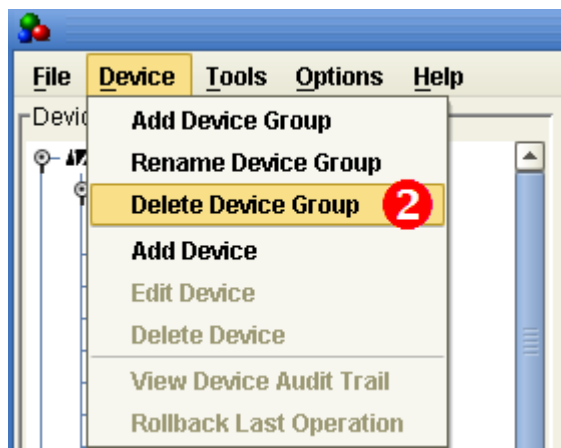 File Device Tools Options Help
Devic
Add Device Group
Rename Device Group
Delete Device Group 2
Add Device
Edit Device
Delete Device
View Device Audit Trail
Rollback Last Operation